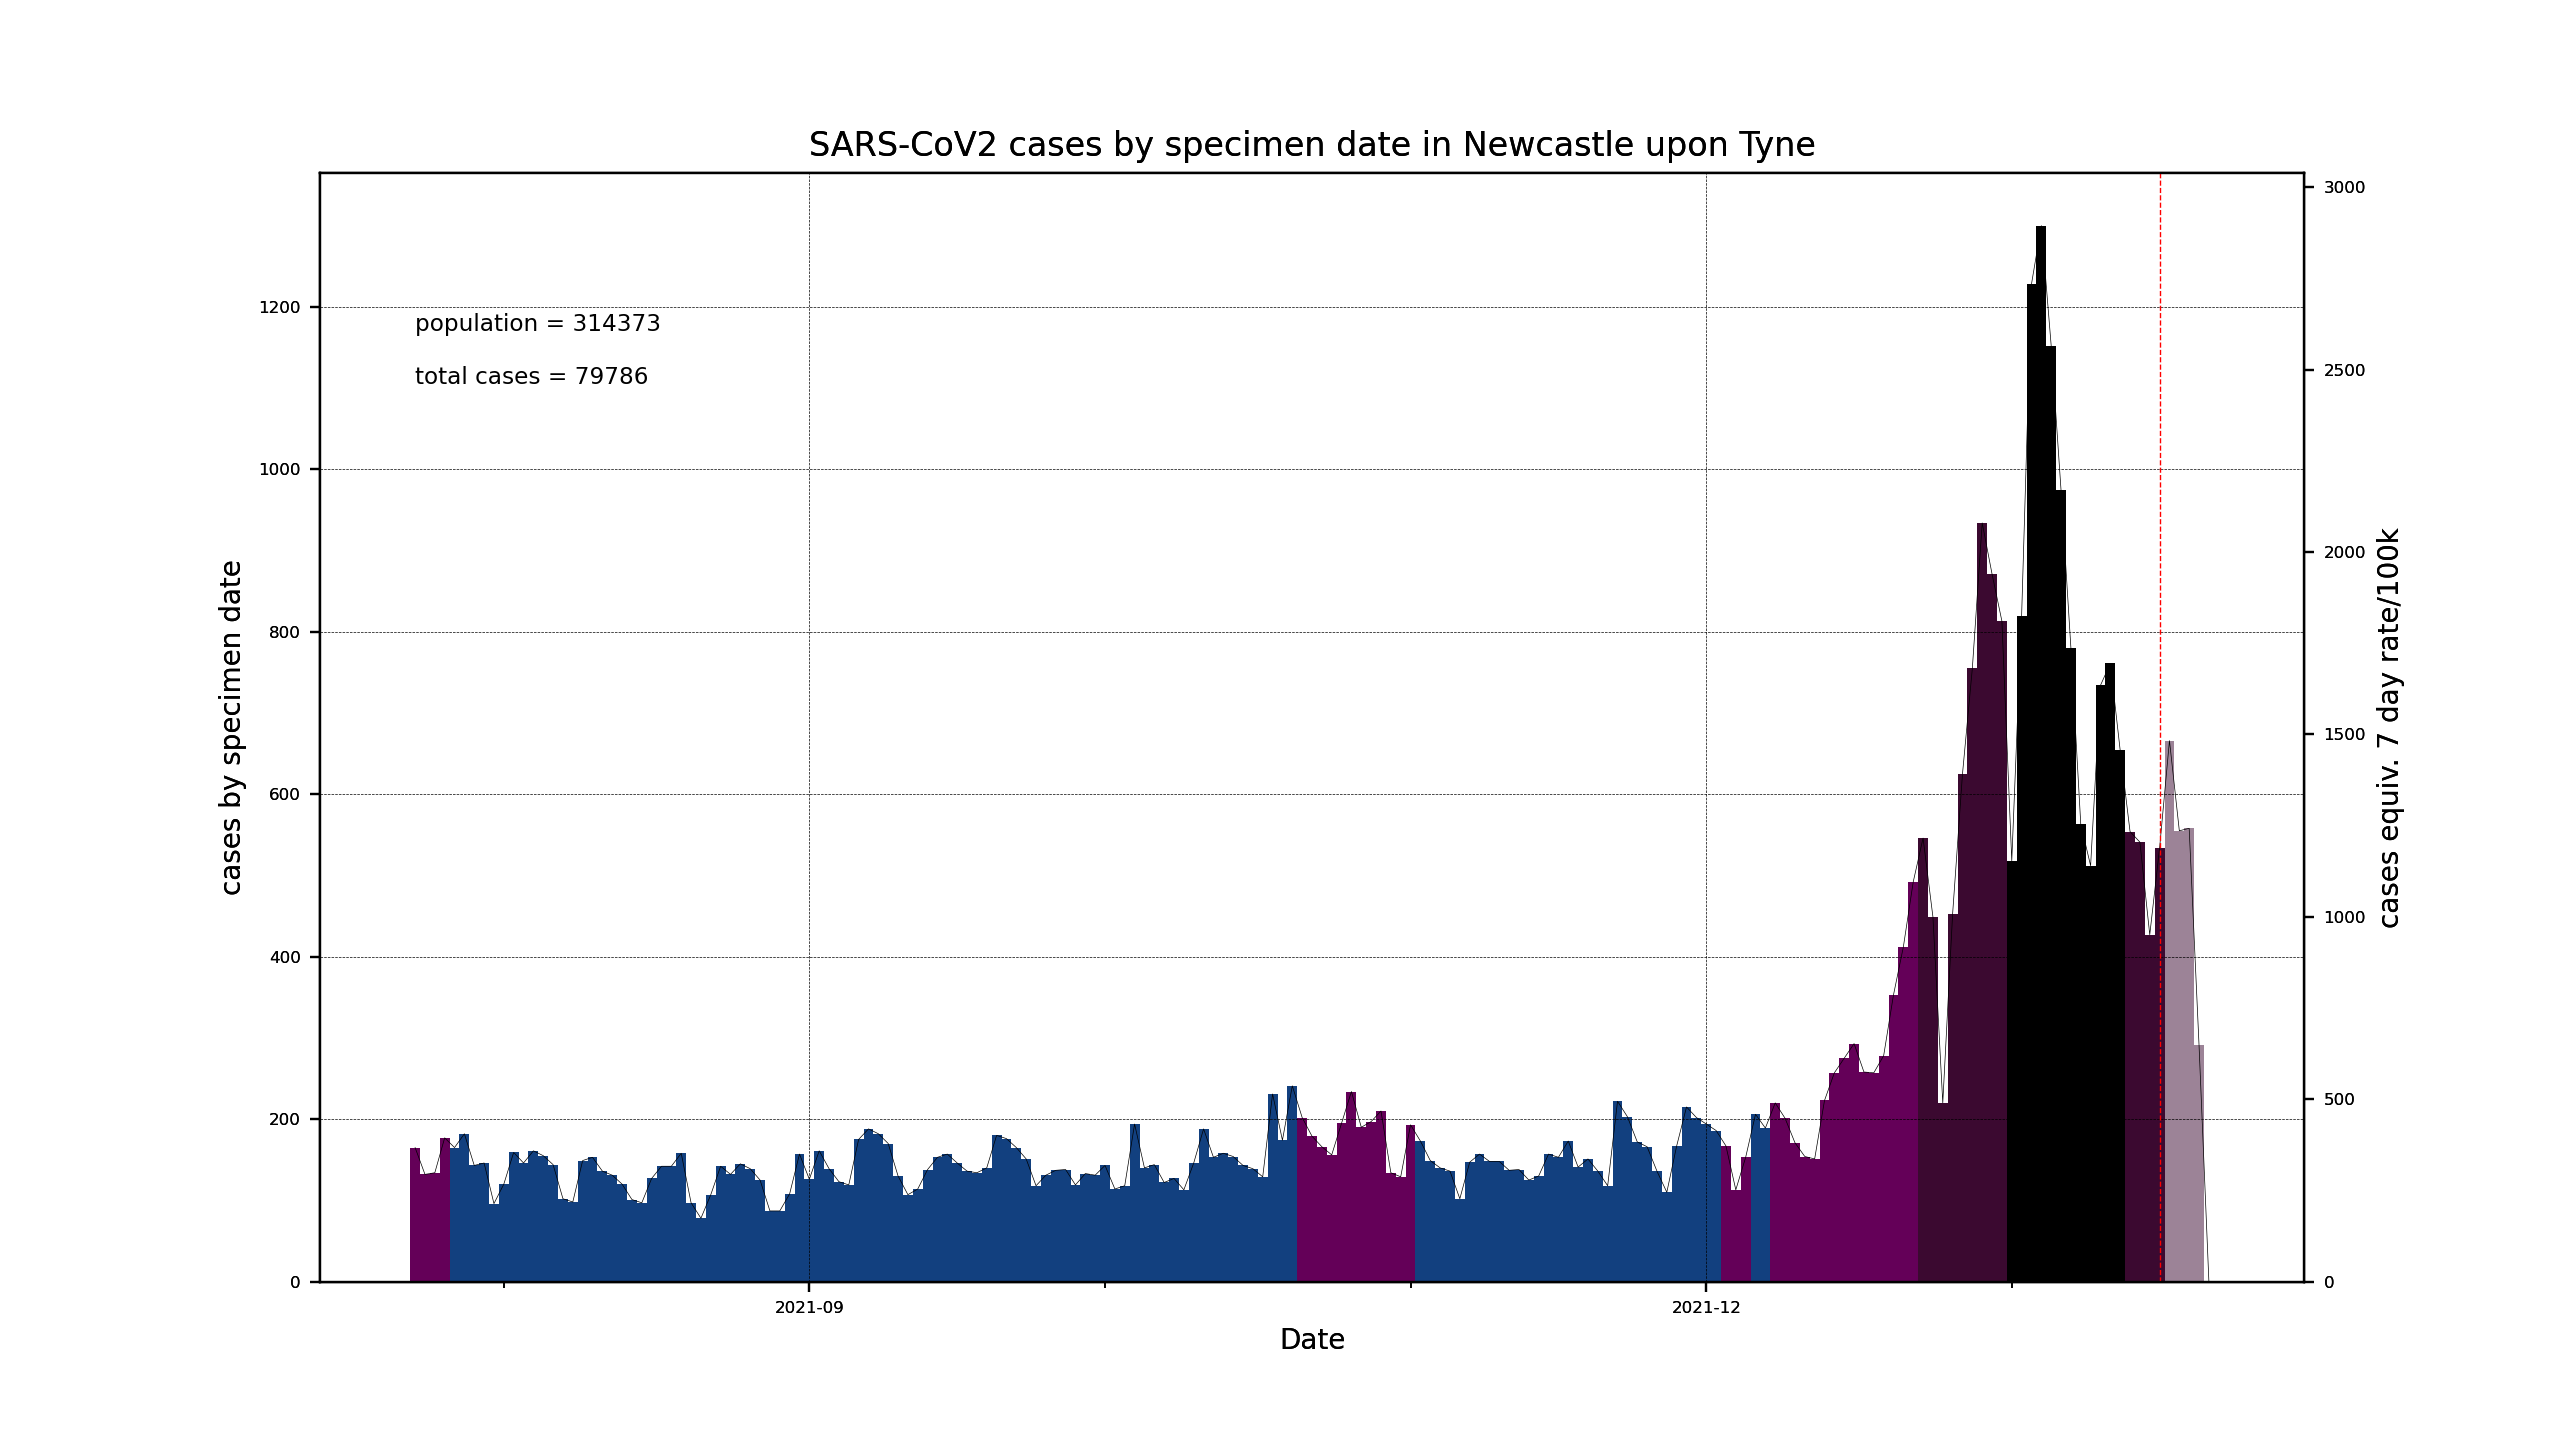 SARS-CoV2 cases by specimen date in Newcastle upon Tyne
population = 314373
total cases = 79786
cases by specimen date
1200
1000
800
600
400
200
0
3000
2500
2000
1500
1000
500
0
cases equiv. 7 day rate/100k
2021-09
2021-12
Date